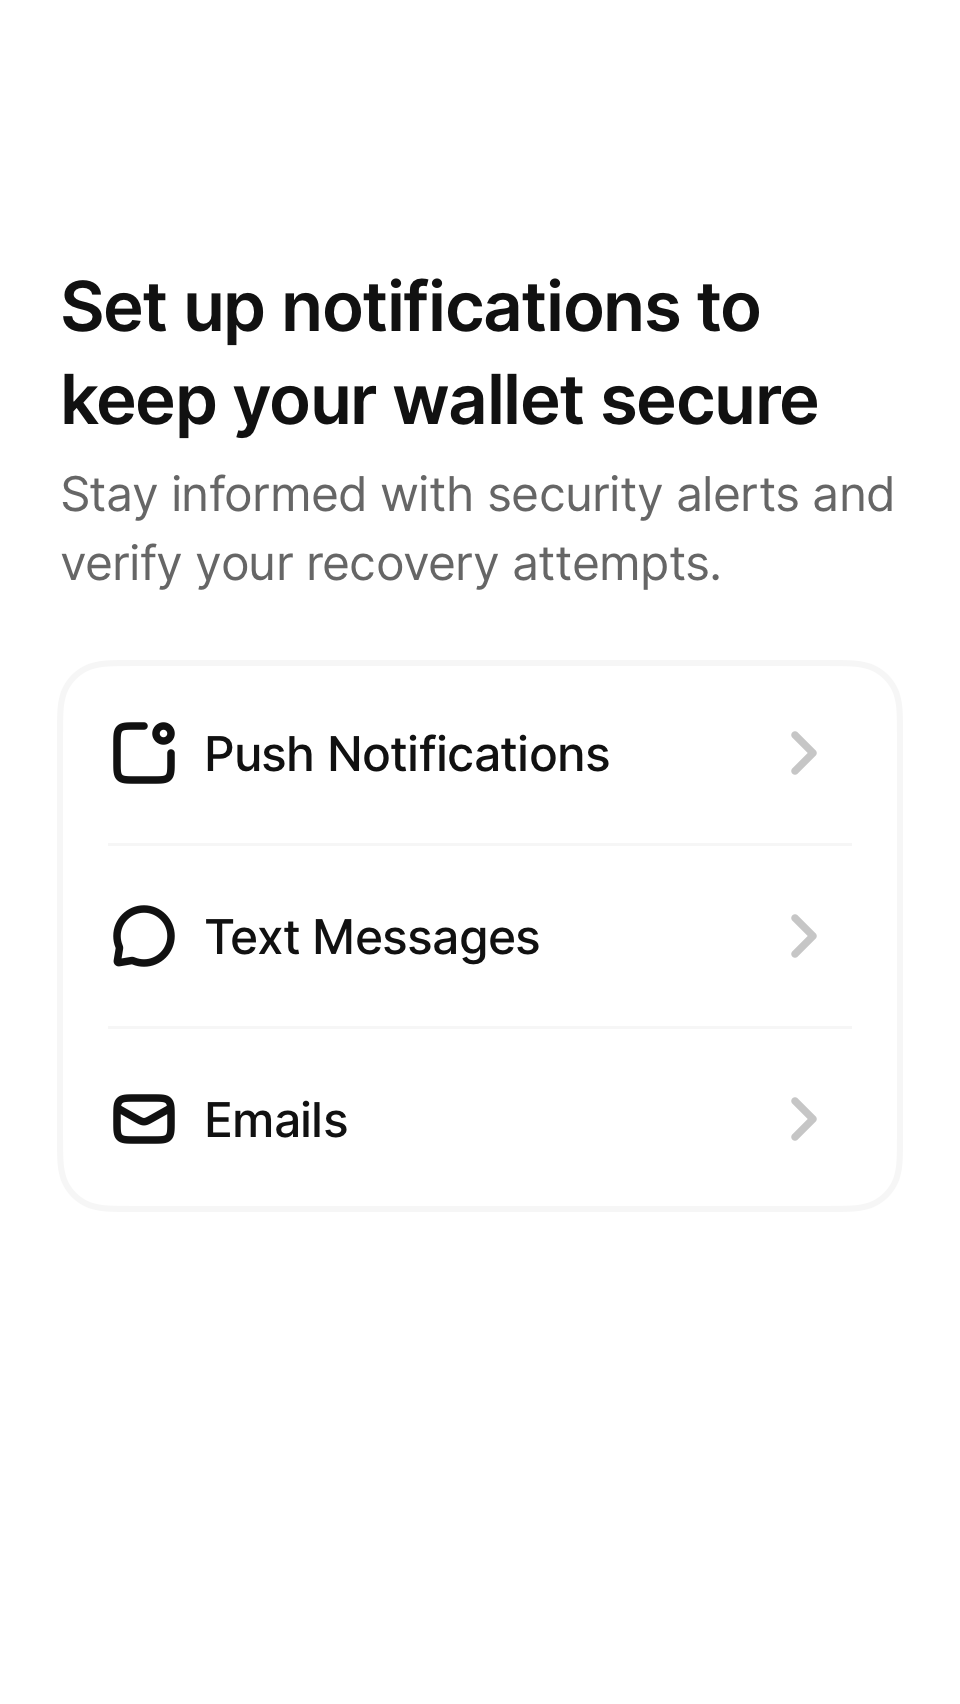 Set up notifications to
keep your wallet secure
Stay informed with security alerts and
verify your recovery attempts.
Push Notifications
Text Messages
Emails